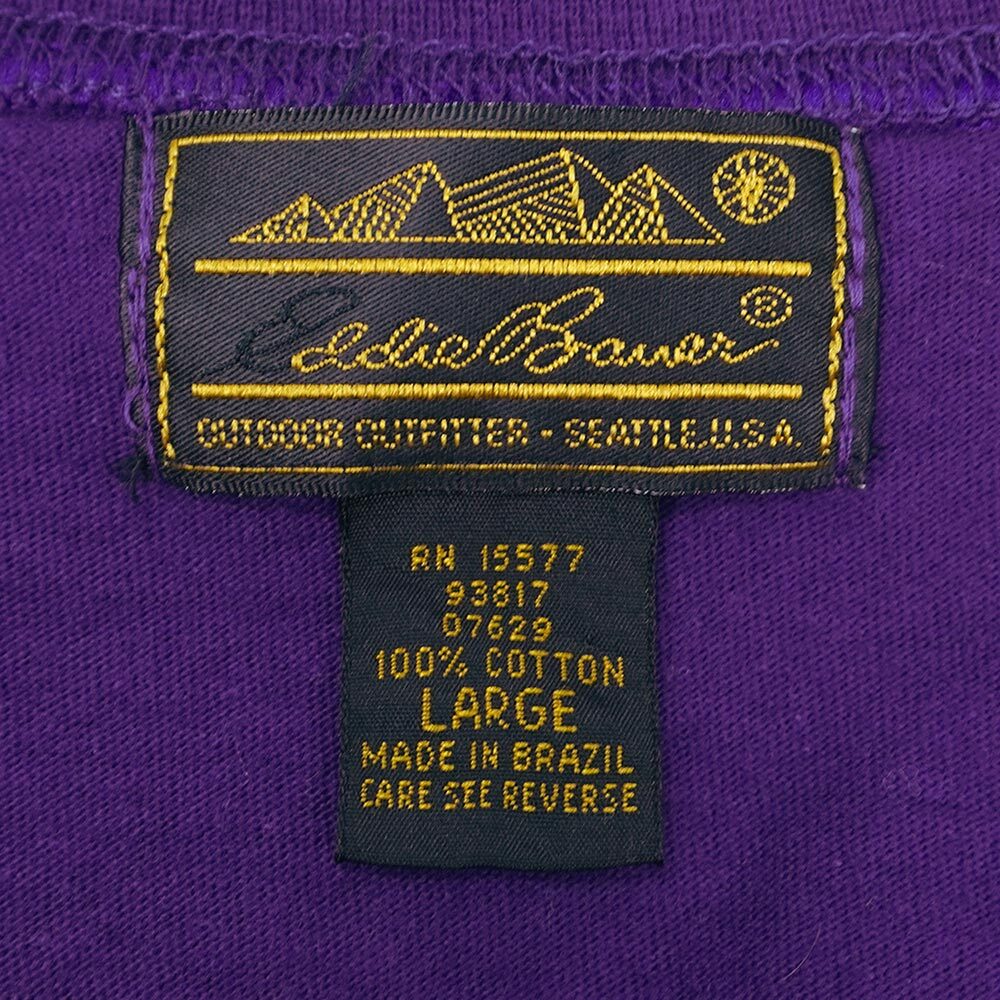 Eddie Bauer®
OUTDOOR OUTFITTER - SEATTLE,U.S.A.
RN 15577
93817
07629
100% COTTON
LARGE
MADE IN BRAZIL
CARE SEE REVERSE